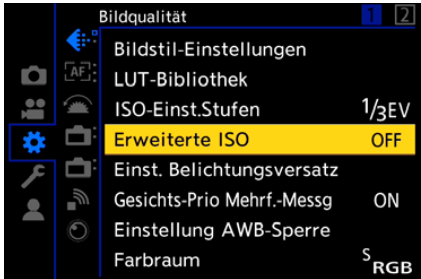 Bildqualität 1 2
Bildstil-Einstellungen
AF
LUT-Bibliothek
ISO-Einst.Stufen 1/3EV
Erweiterte ISO OFF
Einst. Belichtungsversatz
Gesichts-Prio Mehrf.-Messg ON
Einstellung AWB-Sperre
Farbraum sRGB